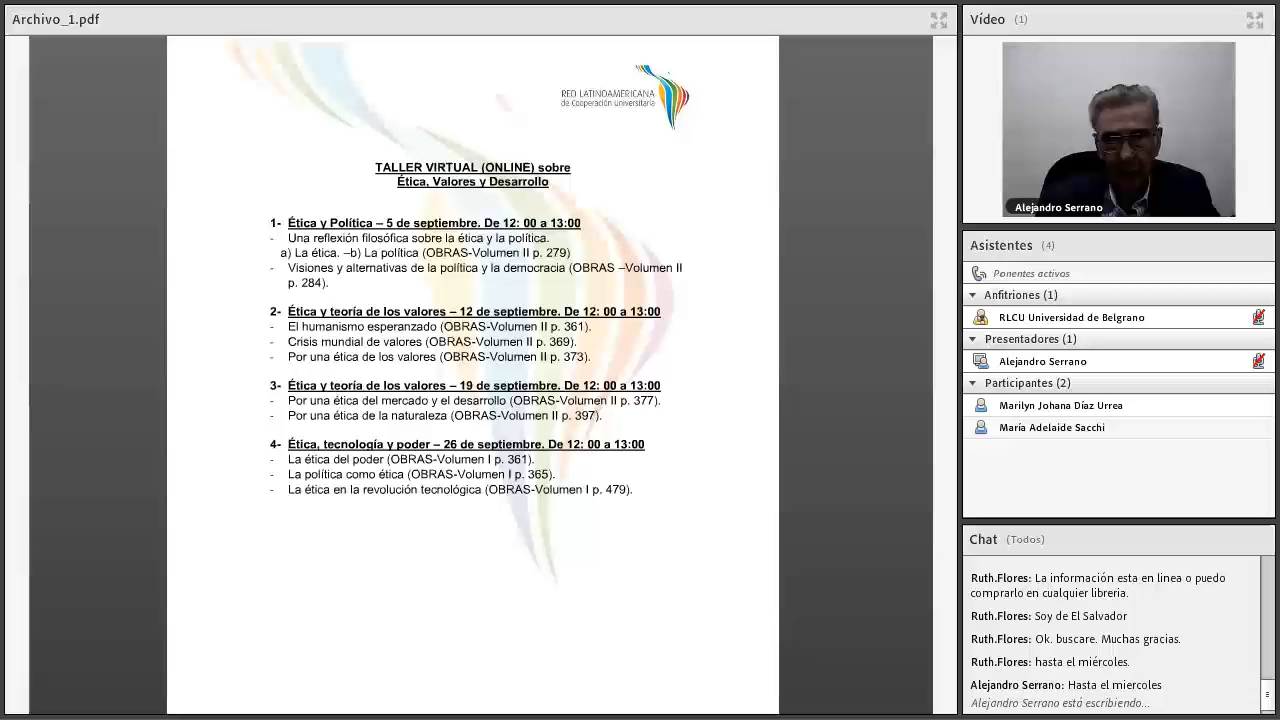 Archivo_1.pdf
RED LATINOAMERICANA
de Cooperación universitaria
TALLER VIRTUAL (ONLINE) sobre
Ética, Valores y Desarrollo
1- Ética y Política – 5 de septiembre. De 12: 00 a 13:00
- Una reflexión filosófica sobre la ética y la política.
a) La ética. –b) La política (OBRAS-Volumen II p. 279)
- Visiones y alternativas de la política y la democracia (OBRAS –Volumen II
p. 284).
2- Ética y teoría de los valores – 12 de septiembre. De 12: 00 a 13:00
- El humanismo esperanzado (OBRAS-Volumen II p. 361).
- Crisis mundial de valores (OBRAS-Volumen II p. 369).
- Por una ética de los valores (OBRAS-Volumen II p. 373).
3- Ética y teoría de los valores – 19 de septiembre. De 12: 00 a 13:00
- Por una ética del mercado y el desarrollo (OBRAS-Volumen II p. 377).
- Por una ética de la naturaleza (OBRAS-Volumen II p. 397).
4- Ética, tecnología y poder – 26 de septiembre. De 12: 00 a 13:00
- La ética del poder (OBRAS-Volumen I p. 361).
- La política como ética (OBRAS-Volumen I p. 365).
- La ética en la revolución tecnológica (OBRAS-Volumen I p. 479).
Vídeo (1)
Alejandro Serrano
Asistentes (4)
Ponentes activos
Anfitriones (1)
RLCU Universidad de Belgrano
Presentadores (1)
Alejandro Serrano
Participantes (2)
Marilyn Johana Díaz Urrea
María Adelaide Sacchi
Chat (Todos)
Ruth.Flores: La información esta en linea o puedo
comprarlo en cualquier libreria.
Ruth.Flores: Soy de El Salvador
Ruth.Flores: Ok. buscare. Muchas gracias.
Ruth.Flores: hasta el miércoles.
Alejandro Serrano: Hasta el miercoles
Alejandro Serrano está escribiendo...